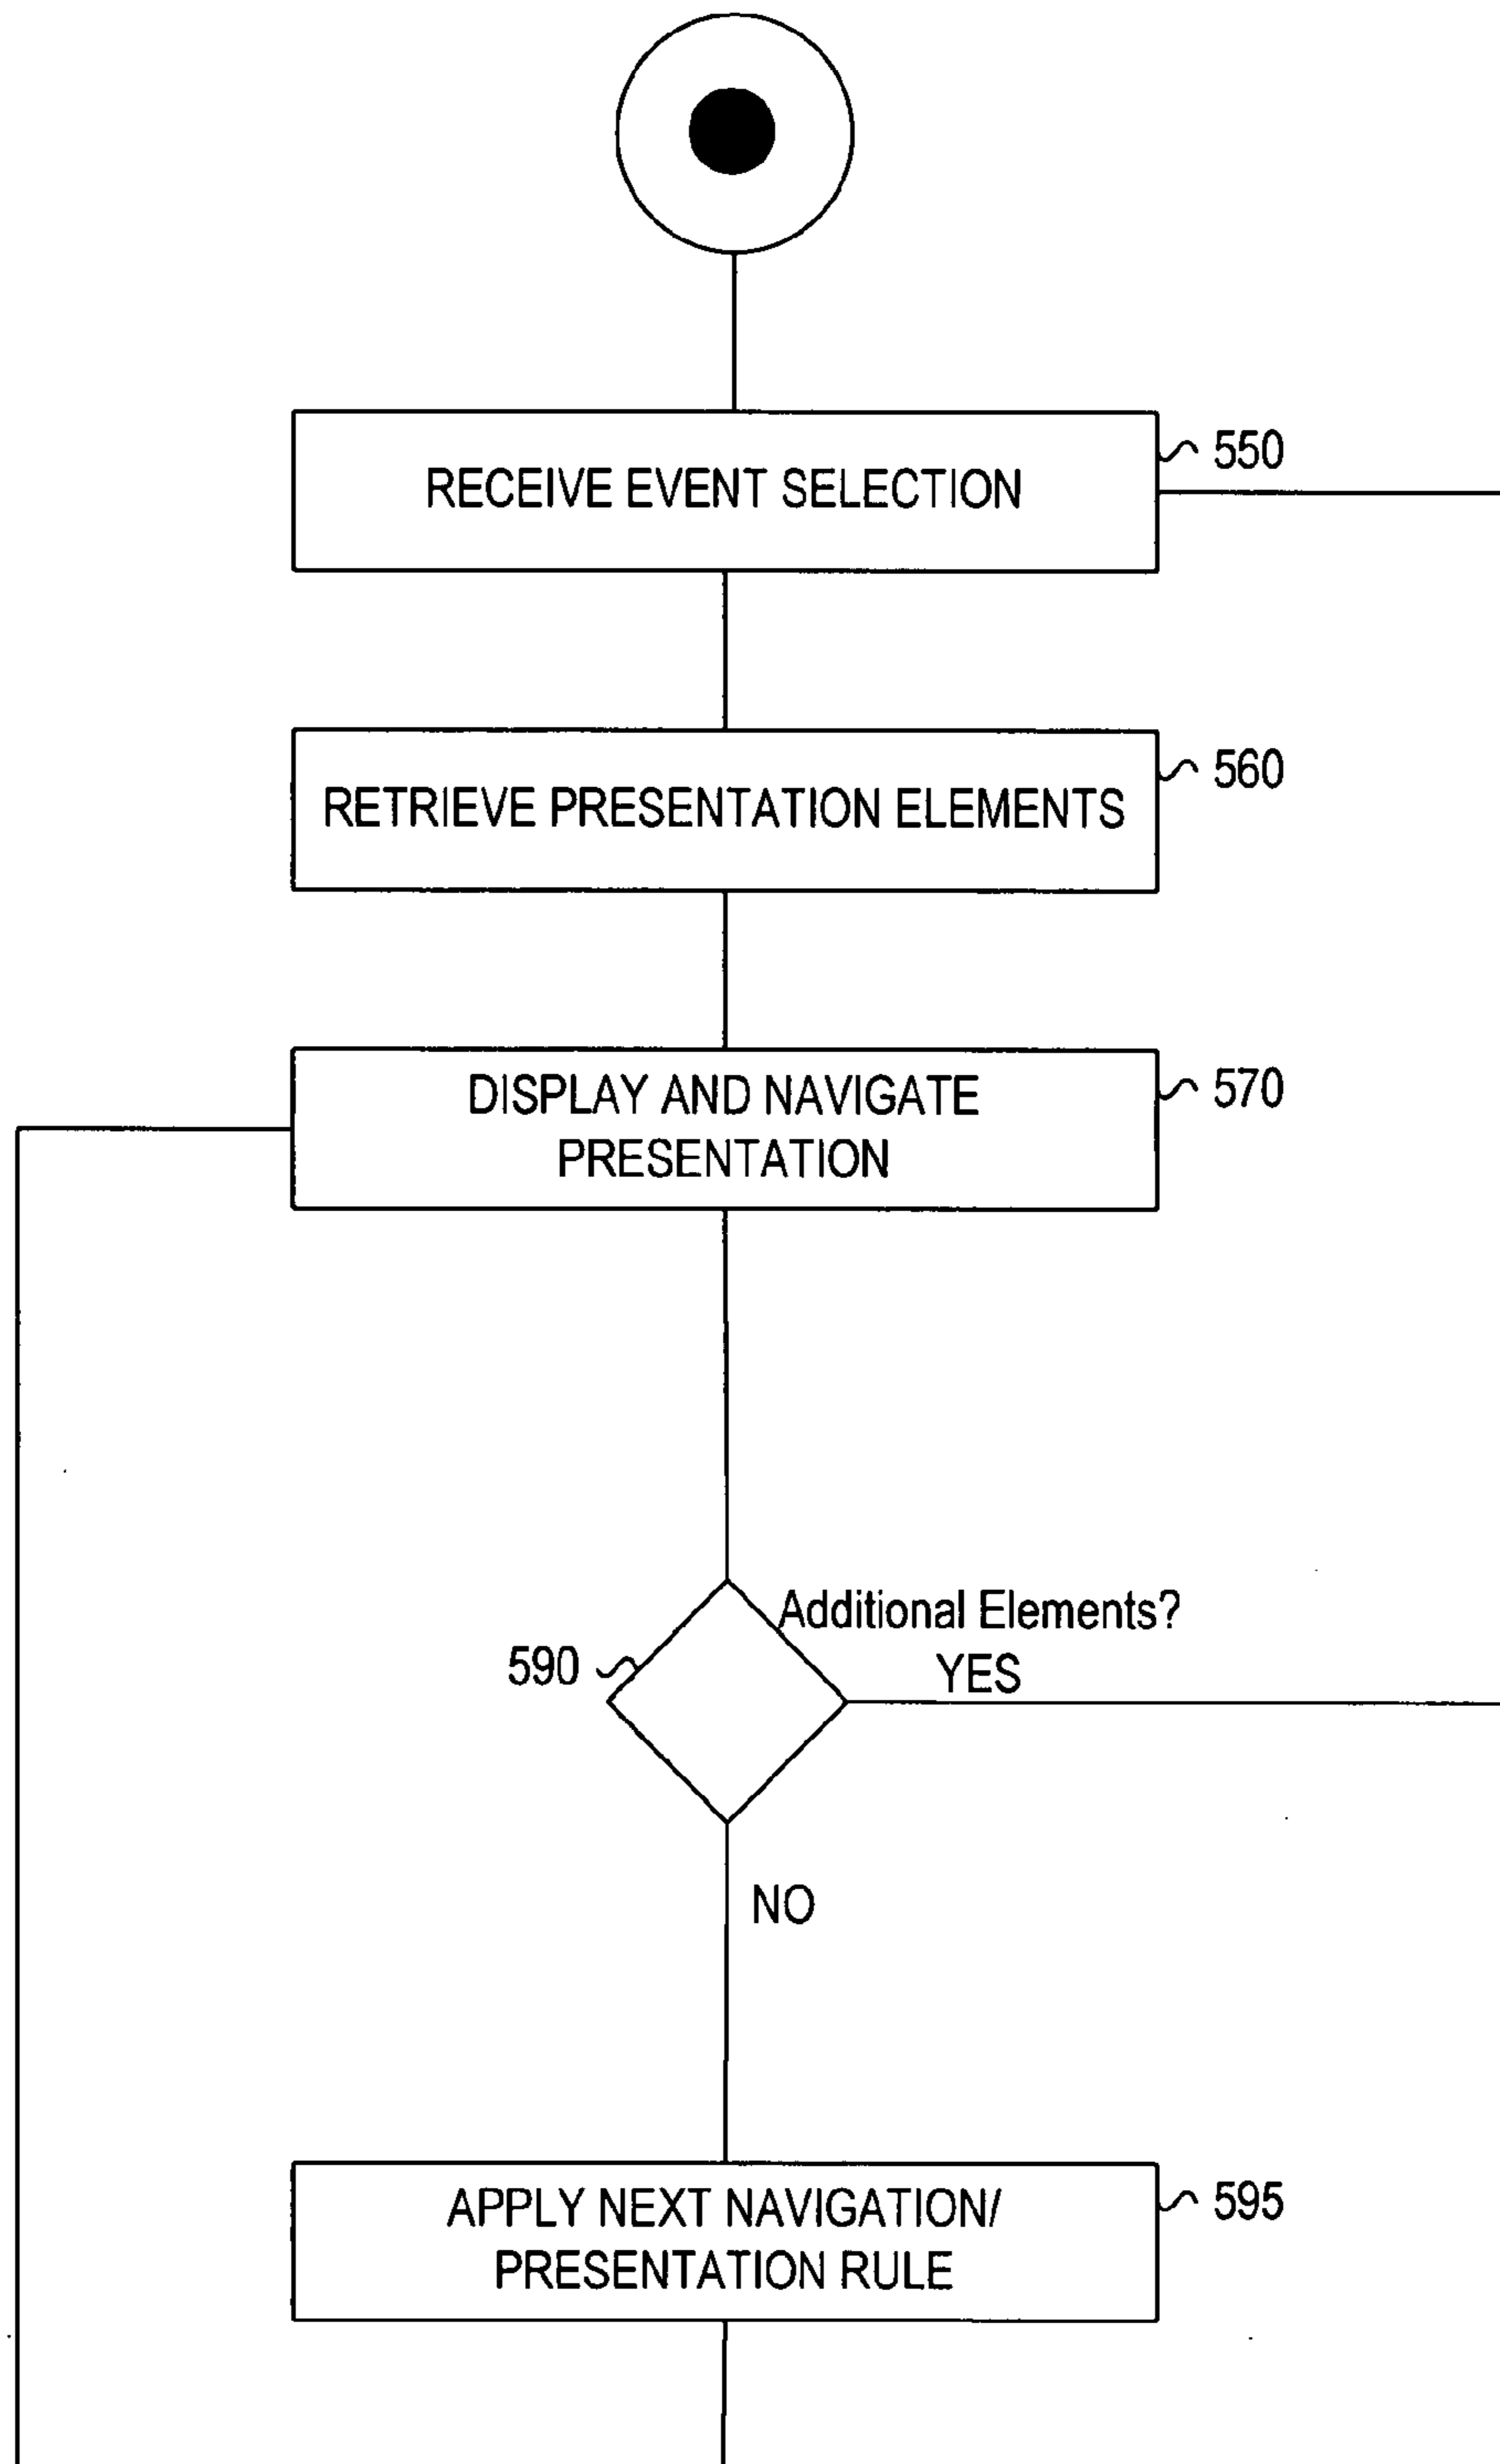 RECEIVE EVENT SELECTION
550
RETRIEVE PRESENTATION ELEMENTS
560
DISPLAY AND NAVIGATE
PRESENTATION
570
Additional Elements?
590
YES
NO
APPLY NEXT NAVIGATION/
PRESENTATION RULE
595